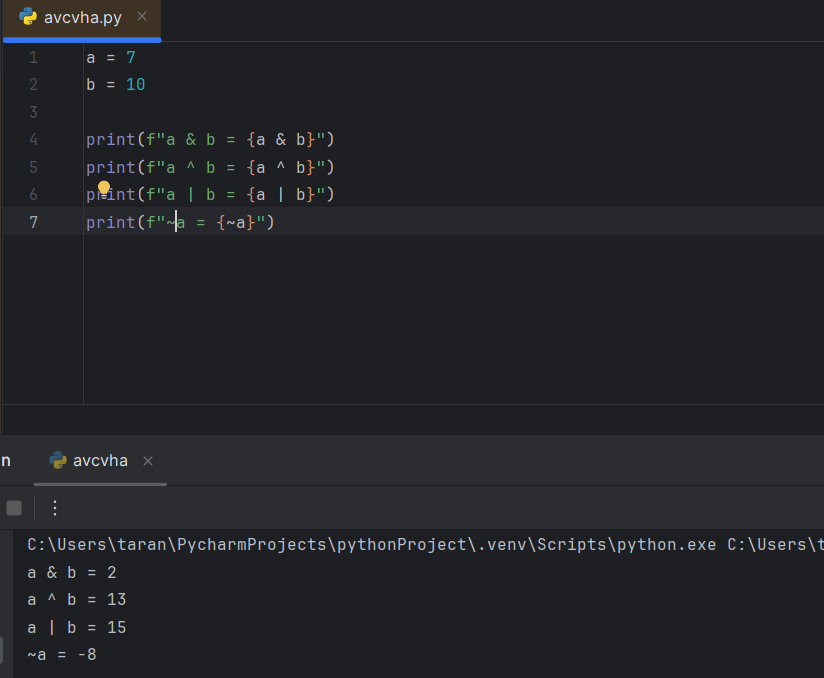 avcvha.py
1 a = 7
2 b = 10
3
4 print(f"a & b = {a & b}")
5 print(f"a ^ b = {a ^ b}")
6 print(f"a | b = {a | b}")
7 print(f"~a = {~a}")
n avcvha
C:\Users\taran\PycharmProjects\pythonProject\.venv\Scripts\python.exe C:\Users\t
a & b = 2
a ^ b = 13
a | b = 15
~a = -8